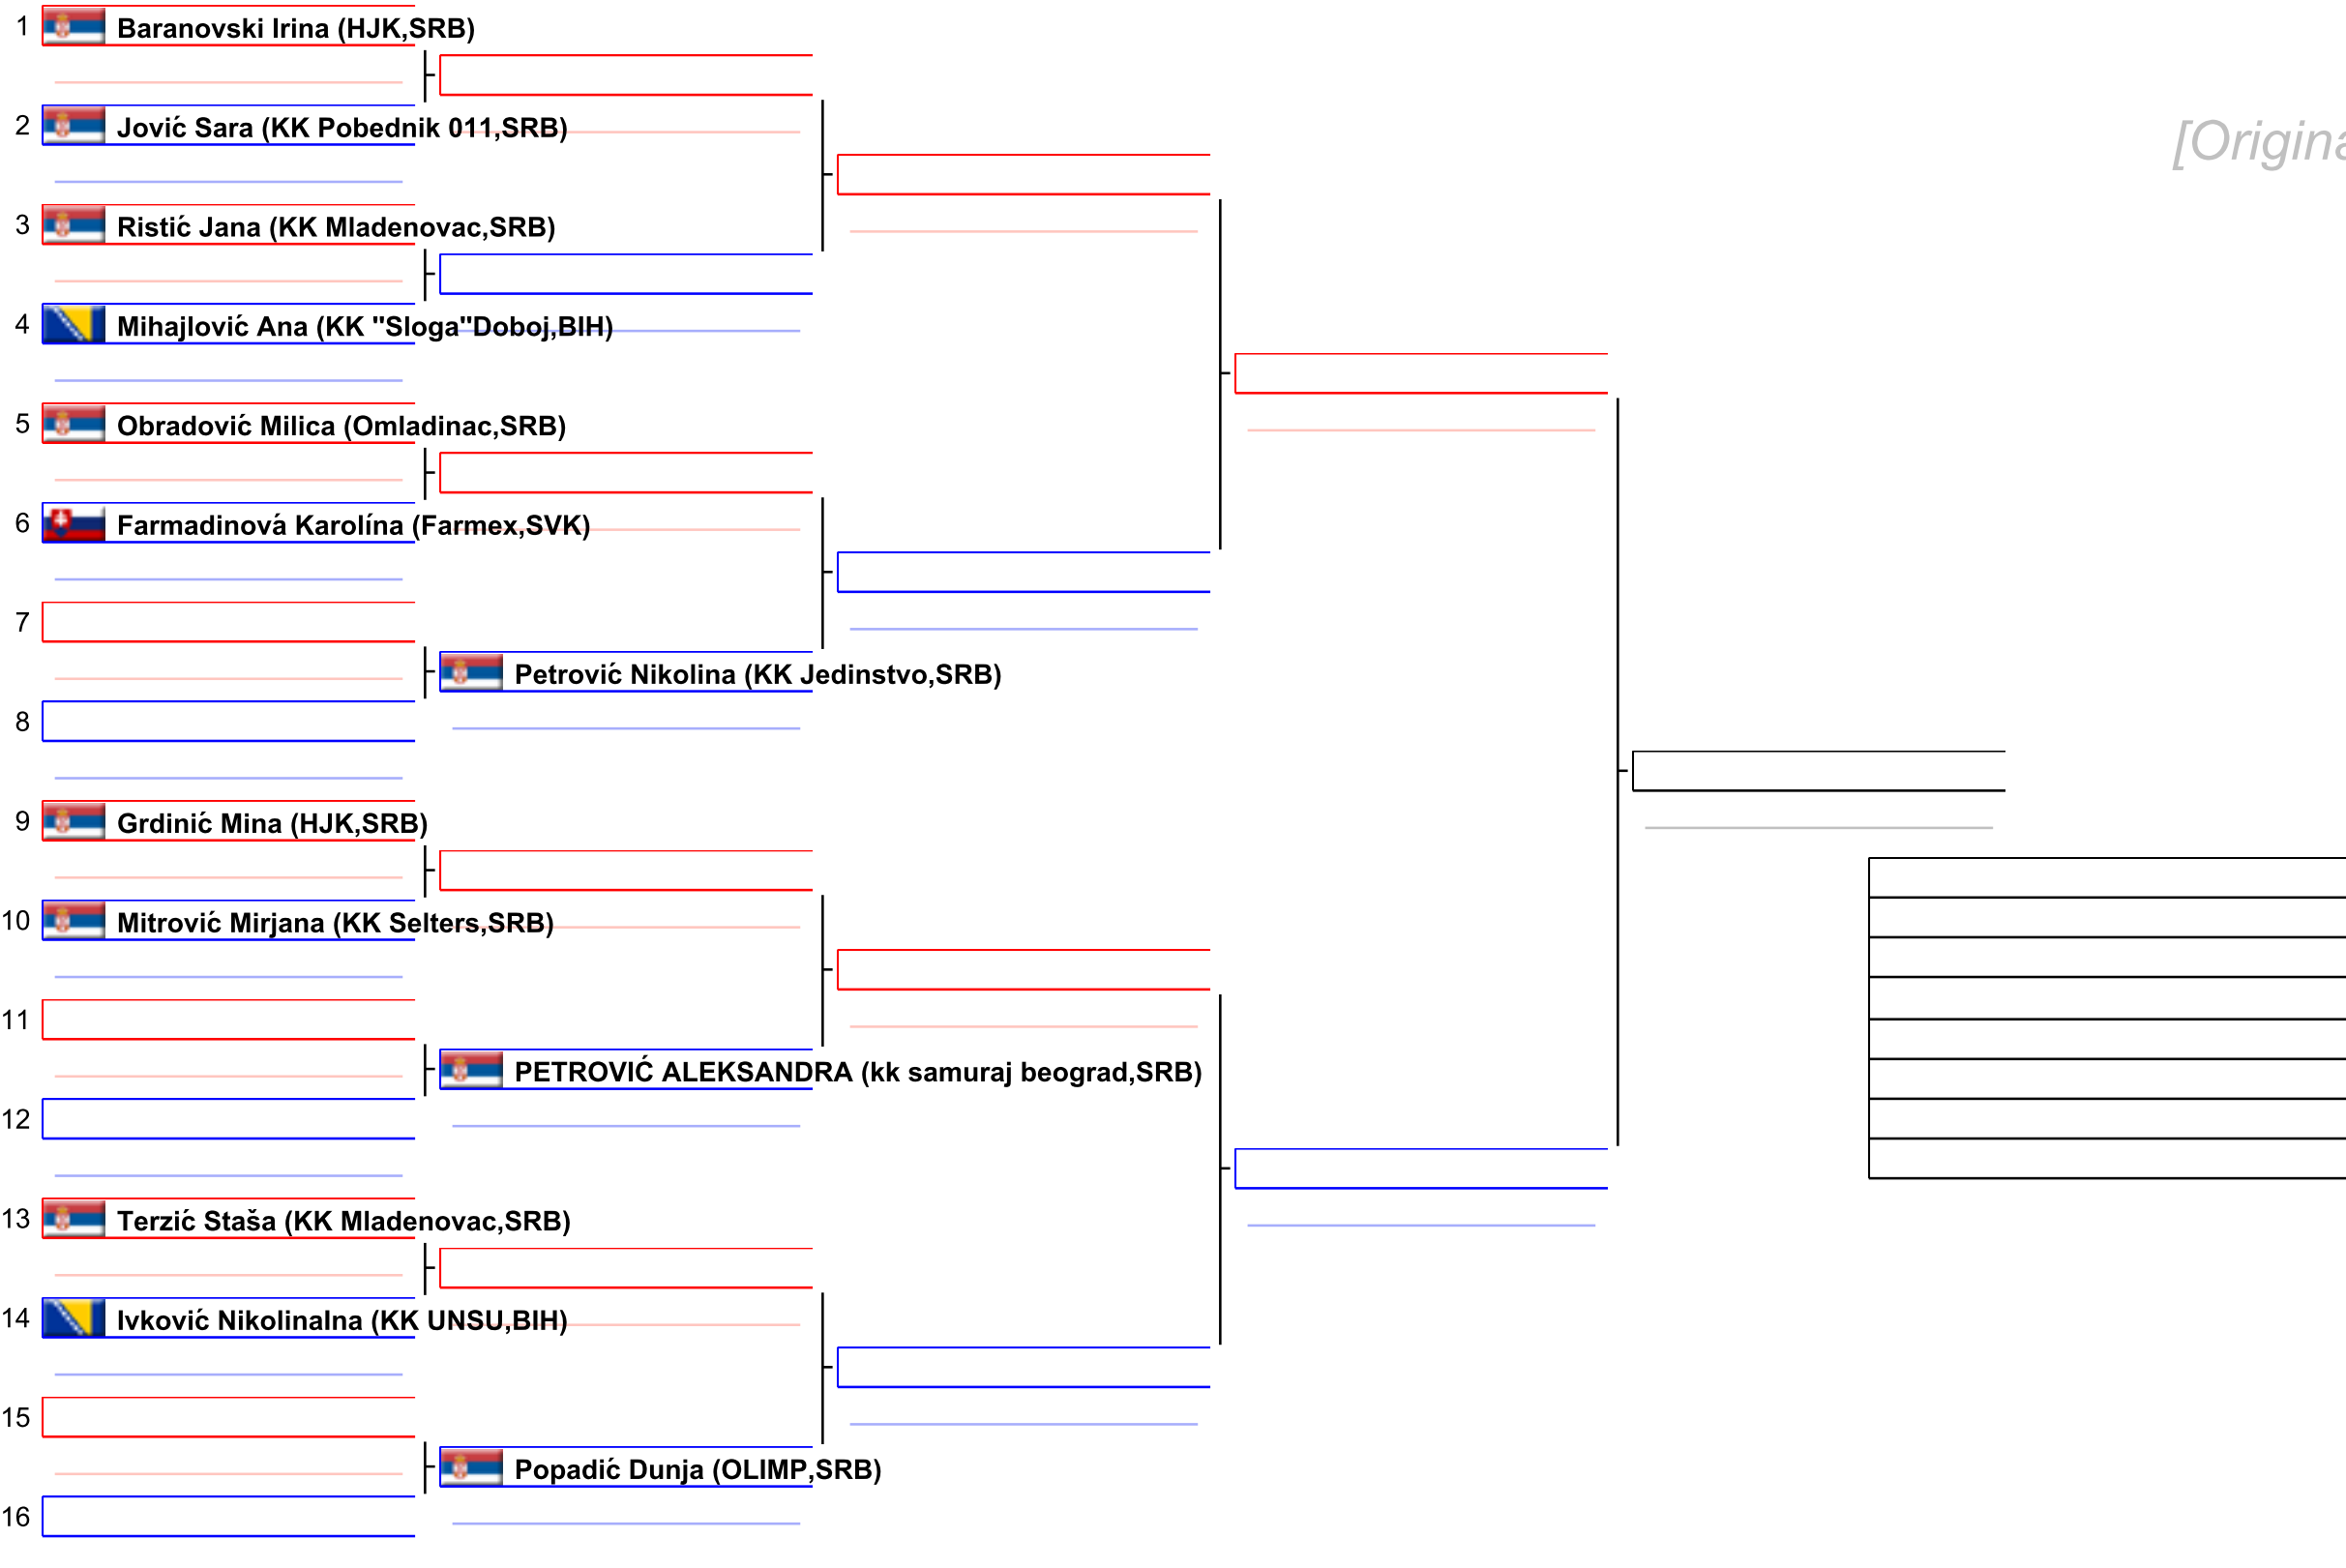 1 Baranovski Irina (HJK,SRB)
2 Jović Sara (KK Pobednik 011,SRB)
[Origina
3 Ristić Jana (KK Mladenovac,SRB)
4 Mihajlović Ana (KK "Sloga"Doboj,BIH)
5 Obradović Milica (Omladinac,SRB)
6 Farmadinová Karolína (Farmex,SVK)
7
Petrović Nikolina (KK Jedinstvo,SRB)
8
9 Grdinić Mina (HJK,SRB)
10 Mitrović Mirjana (KK Selters,SRB)
11
PETROVIĆ ALEKSANDRA (kk samuraj beograd,SRB)
12
13 Terzić Staša (KK Mladenovac,SRB)
14 Ivković NikolinaIna (KK UNSU,BIH)
15
Popadić Dunja (OLIMP,SRB)
16